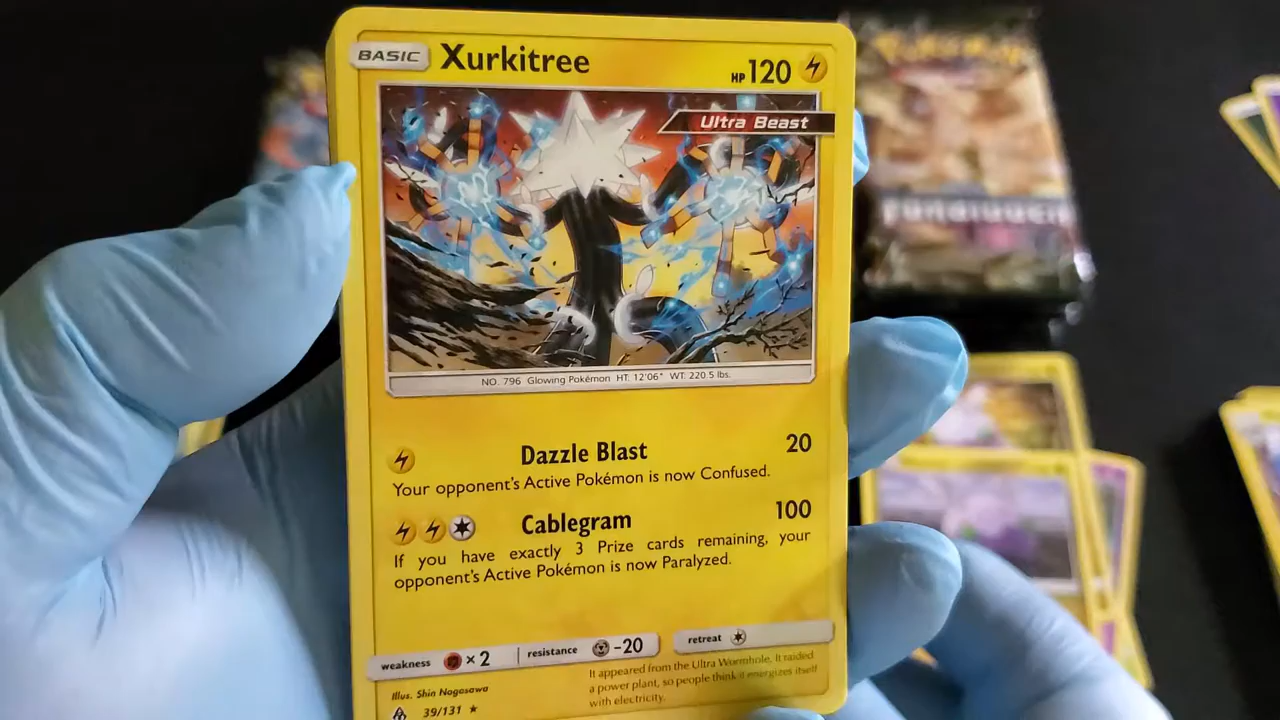 BASIC Xurkitree HP 120
Ultra Beast
NO. 796 Glowing Pokémon HT: 12'06" WT: 220.5 lbs.
Dazzle Blast 20
Your opponent's Active Pokémon is now Confused.
Cablegram 100
If you have exactly 3 Prize cards remaining, your
opponent's Active Pokémon is now Paralyzed.
weakness ×2 resistance -20 retreat
It appeared from the Ultra Wormhole. It raided
a power plant, so people think it energizes itself
with electricity.
Illus. Shin Nagasawa
39/131 ★
Pokémon